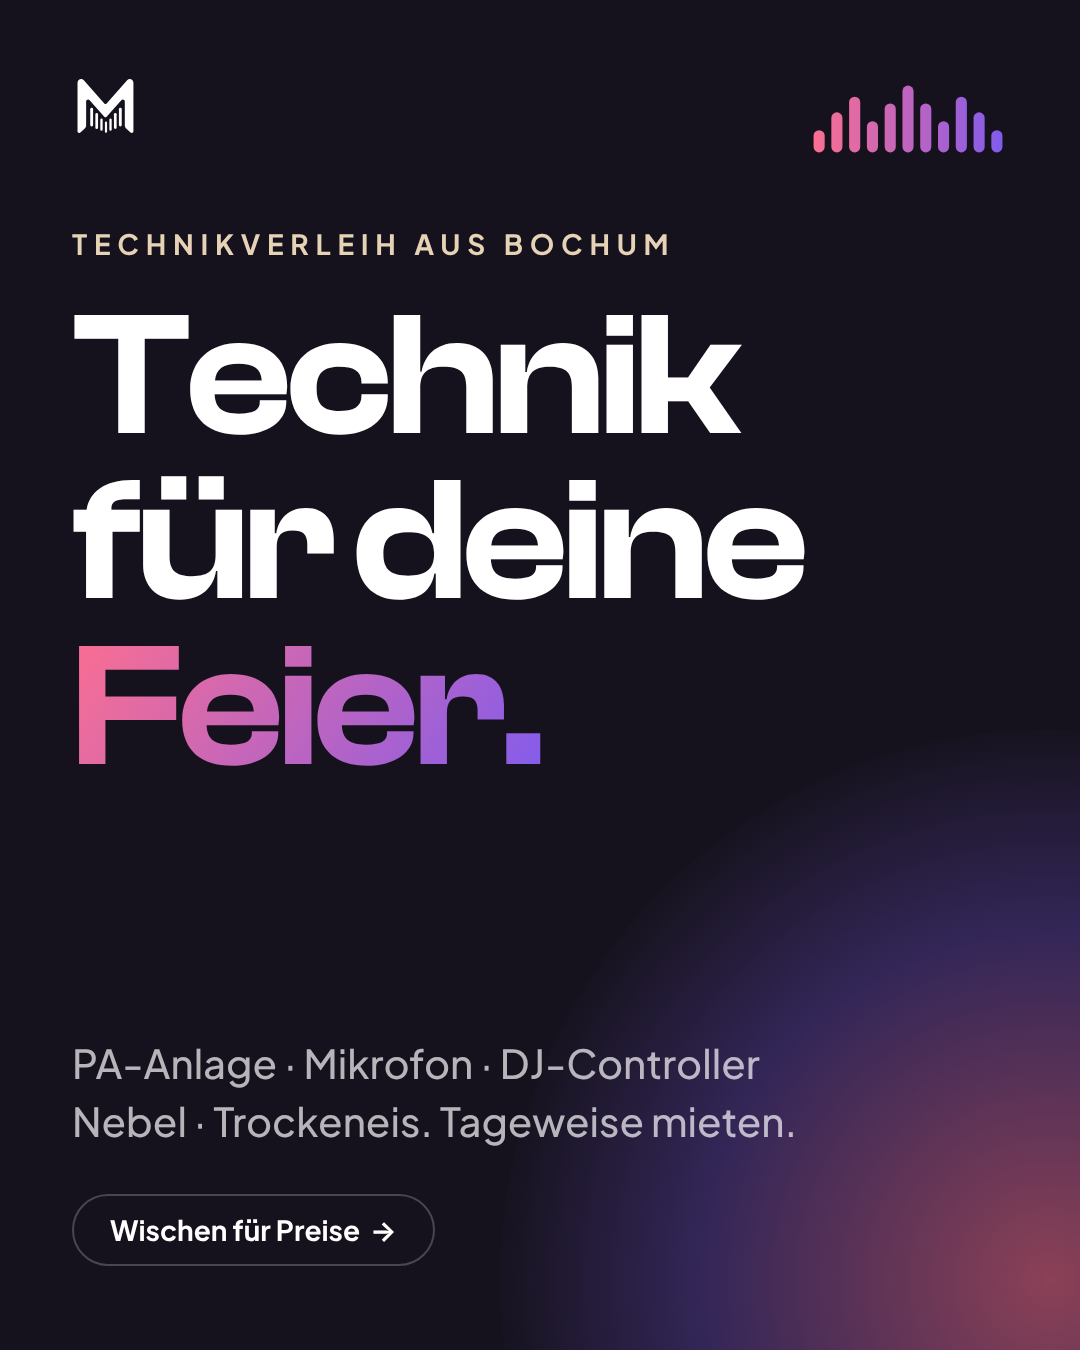 M
TECHNIKVERLEIH AUS BOCHUM
Technik
für deine
Feier.
PA-Anlage · Mikrofon · DJ-Controller
Nebel · Trockeneis. Tageweise mieten.
Wischen für Preise →